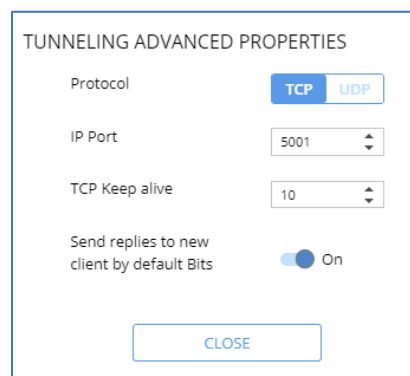 TUNNELING ADVANCED PROPERTIES
Protocol
TCP UDP
IP Port
5001
TCP Keep alive
10
Send replies to new
client by default Bits
On
CLOSE